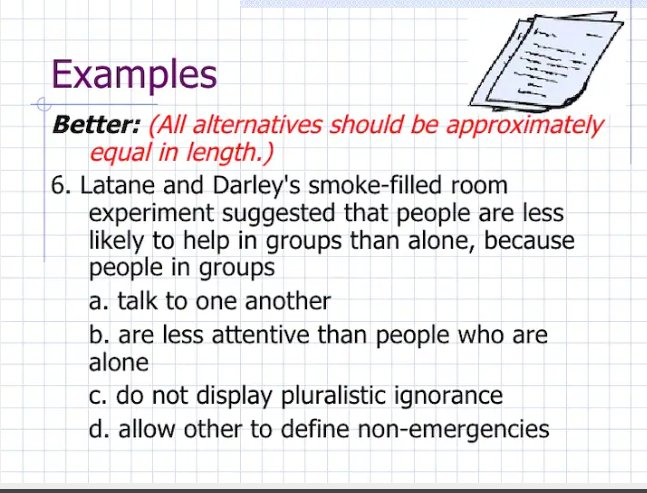 Examples
Better: (All alternatives should be approximately
equal in length.)
6. Latane and Darley's smoke-filled room
experiment suggested that people are less
likely to help in groups than alone, because
people in groups
a. talk to one another
b. are less attentive than people who are
alone
c. do not display pluralistic ignorance
d. allow other to define non-emergencies